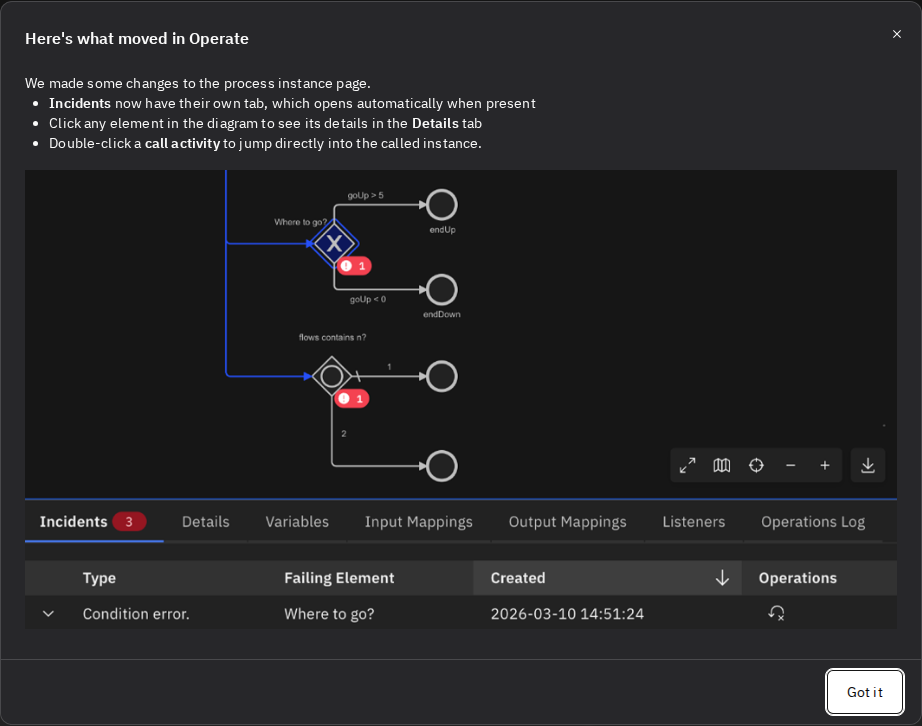 Here's what moved in Operate
We made some changes to the process instance page.
Incidents now have their own tab, which opens automatically when present
Click any element in the diagram to see its details in the Details tab
Double-click a call activity to jump directly into the called instance.
goUp > 5
Where to go?
endUp
1
goUp < 0
endDown
flows contains n?
1
1
2
Incidents 3 Details Variables Input Mappings Output Mappings Listeners Operations Log
Type Failing Element Created Operations
Condition error. Where to go? 2026-03-10 14:51:24
Got it